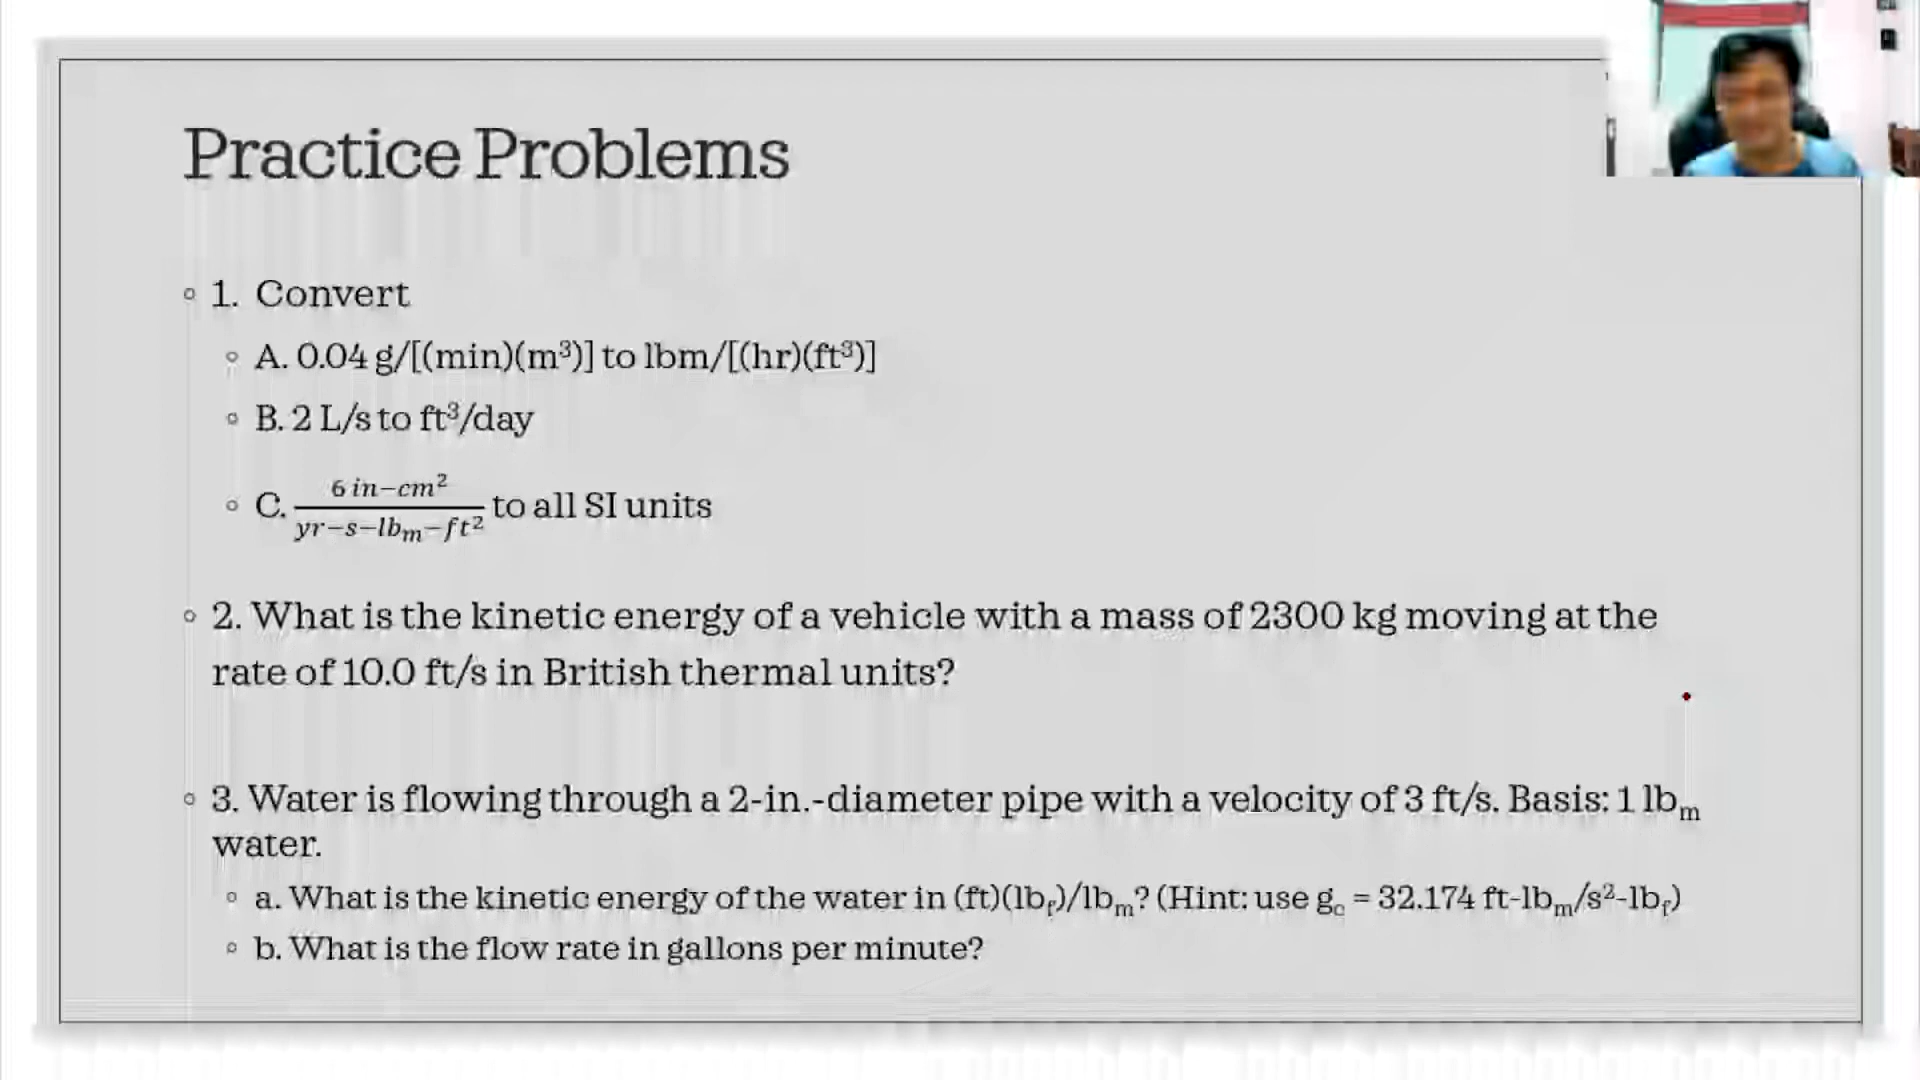 Practice Problems
1. Convert
A. 0.04 g/[(min)(m³)] to lbm/[(hr)(ft³)]
B. 2 L/s to ft³/day
C. 6 in−cm² / yr−s−lbₘ−ft² to all SI units
2. What is the kinetic energy of a vehicle with a mass of 2300 kg moving at the
rate of 10.0 ft/s in British thermal units?
3. Water is flowing through a 2-in.-diameter pipe with a velocity of 3 ft/s. Basis: 1 lbₘ
water.
a. What is the kinetic energy of the water in (ft)(lb_f)/lbₘ? (Hint: use g_c = 32.174 ft-lbₘ/s²-lb_f)
b. What is the flow rate in gallons per minute?